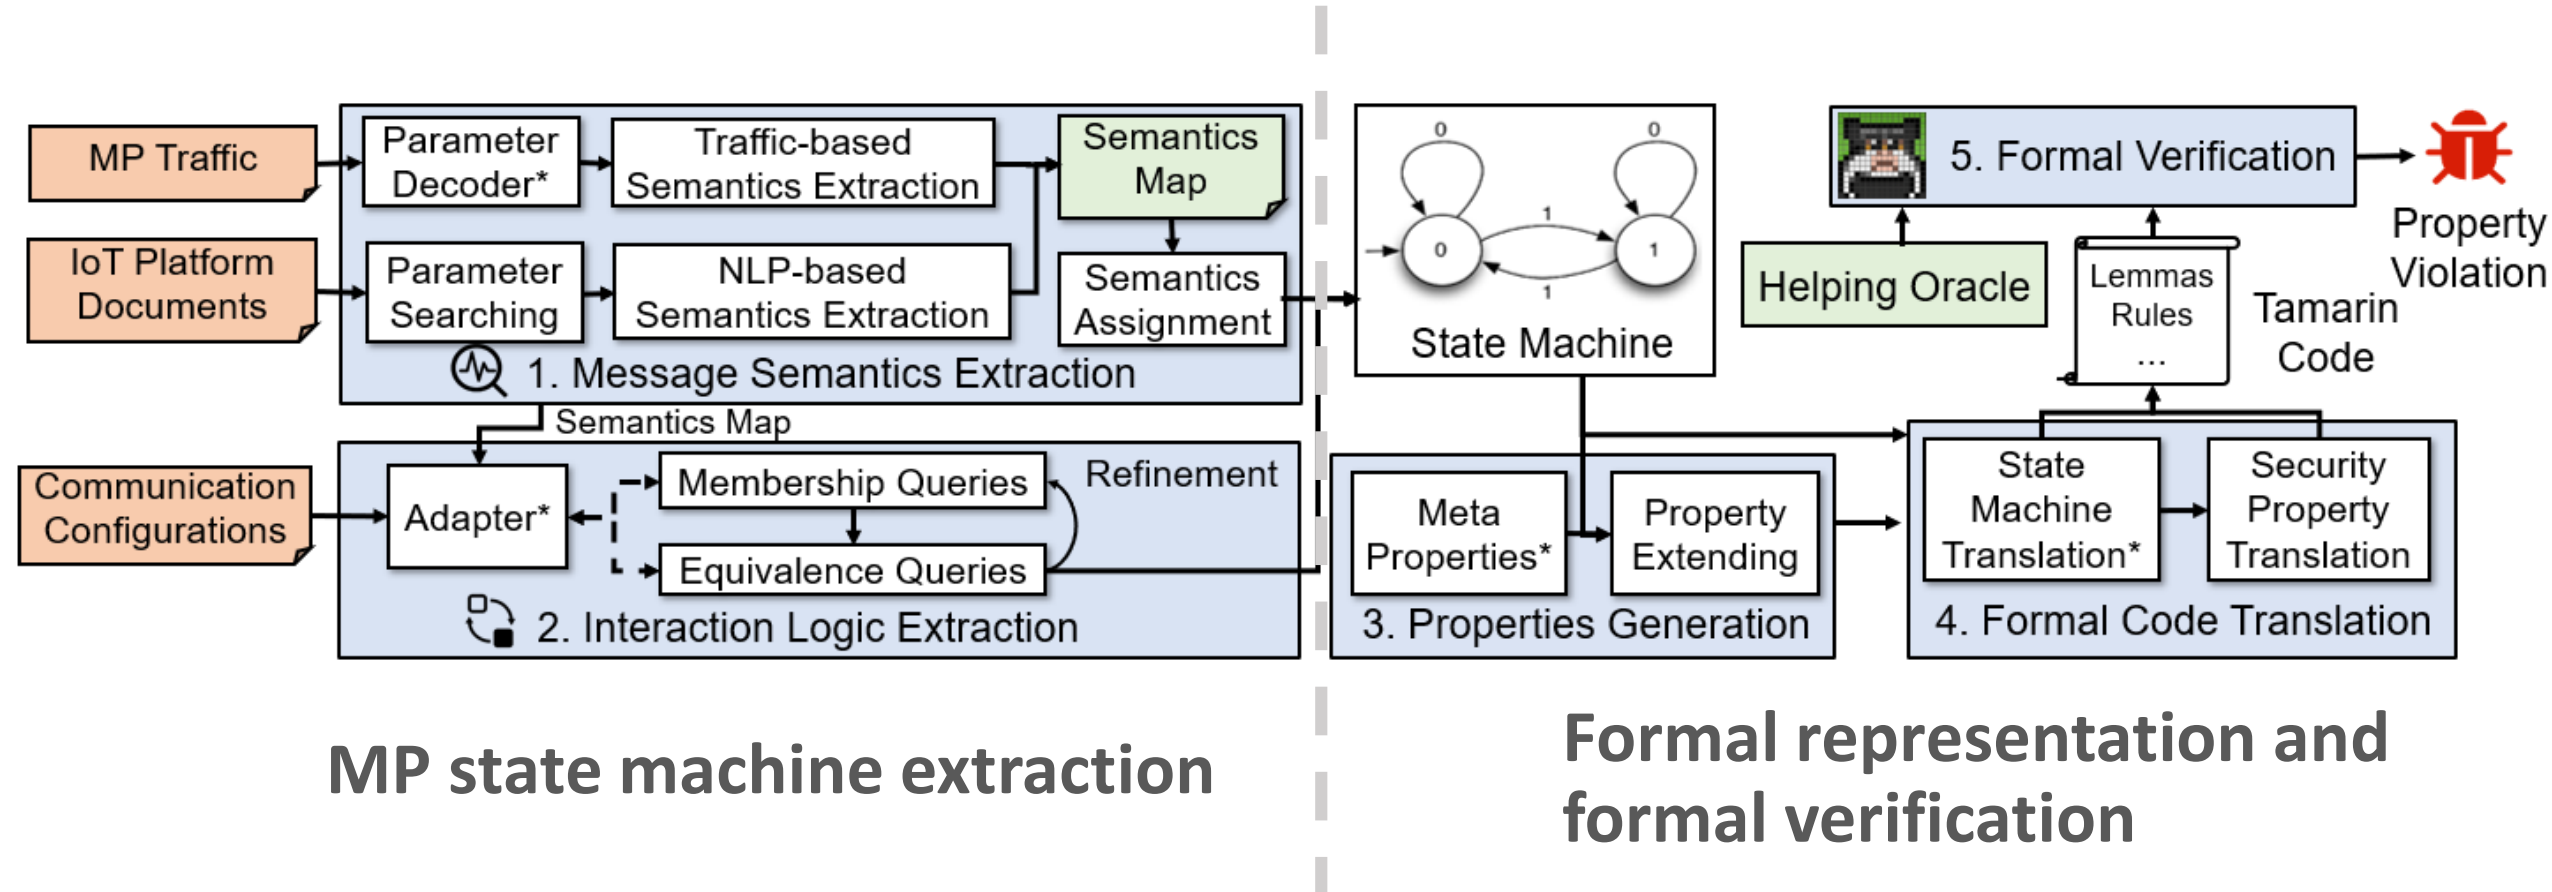 MP Traffic
Parameter
Decoder*
Traffic-based
Semantics Extraction
Semantics
Map
IoT Platform
Documents
Parameter
Searching
NLP-based
Semantics Extraction
Semantics
Assignment
1. Message Semantics Extraction
Semantics Map
Communication
Configurations
Adapter*
Membership Queries
Refinement
Equivalence Queries
2. Interaction Logic Extraction
MP state machine extraction
0
0
1
0
1
1
State Machine
Meta
Properties*
Property
Extending
3. Properties Generation
5. Formal Verification
Property
Violation
Helping Oracle
Lemmas
Rules
...
Tamarin
Code
State
Machine
Translation*
Security
Property
Translation
4. Formal Code Translation
Formal representation and
formal verification